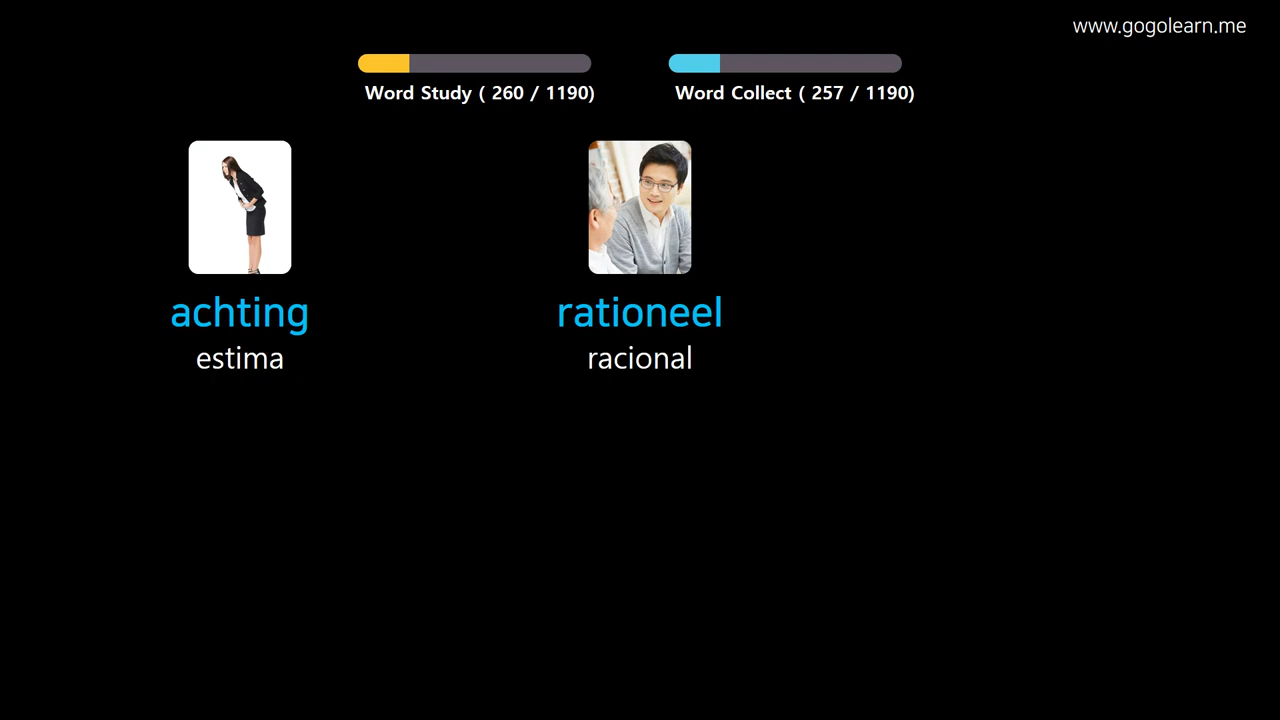 www.gogolearn.me
Word Study ( 260 / 1190)
Word Collect ( 257 / 1190)
achting
rationeel
estima
racional